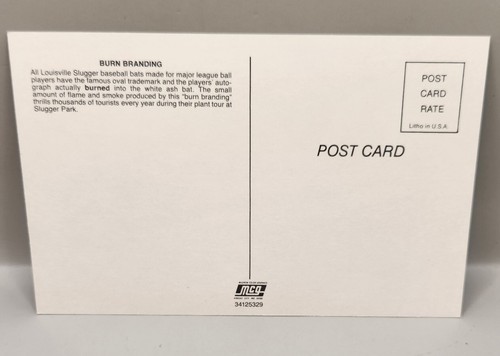 BURN BRANDING
All Louisville Slugger baseball bats made for major league ball
players have the famous oval trademark and the players' auto-
graph actually burned into the white ash bat. The small
amount of flame and smoke produced by this "burn branding"
thrills thousands of tourists every year during their plant tour at
Slugger Park.
POST
CARD
RATE
Litho in U.S.A.
POST CARD
mcg
34125329